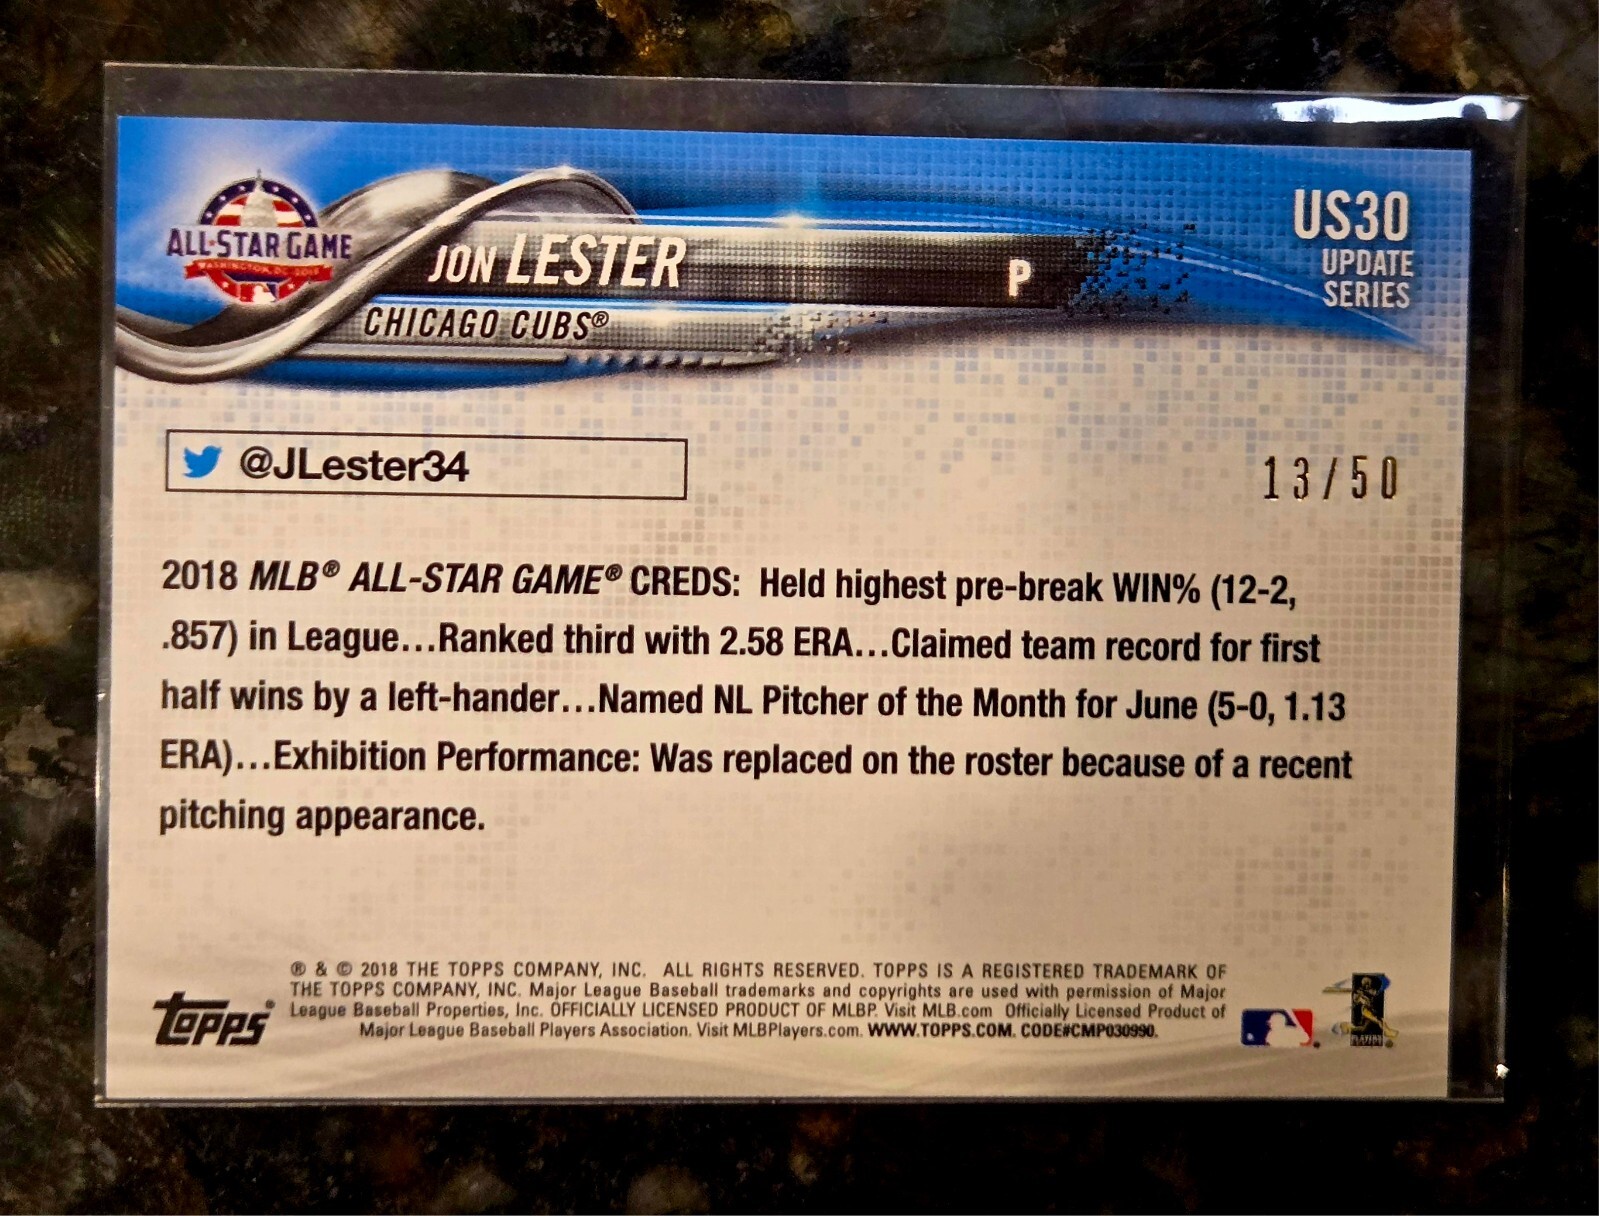 ALL-STAR GAME
WASHINGTON, DC 2018
JON LESTER
P
CHICAGO CUBS®
US30
UPDATE
SERIES
@JLester34
13/50
2018 MLB® ALL-STAR GAME® CREDS: Held highest pre-break WIN% (12-2,
.857) in League...Ranked third with 2.58 ERA...Claimed team record for first
half wins by a left-hander...Named NL Pitcher of the Month for June (5-0, 1.13
ERA)...Exhibition Performance: Was replaced on the roster because of a recent
pitching appearance.
® & © 2018 THE TOPPS COMPANY, INC. ALL RIGHTS RESERVED. TOPPS IS A REGISTERED TRADEMARK OF
THE TOPPS COMPANY, INC. Major League Baseball trademarks and copyrights are used with permission of Major
League Baseball Properties, Inc. OFFICIALLY LICENSED PRODUCT OF MLBP. Visit MLB.com Officially Licensed Product of
Major League Baseball Players Association. Visit MLBPlayers.com. WWW.TOPPS.COM. CODE#CMP030990.
Topps®
PLAYERS